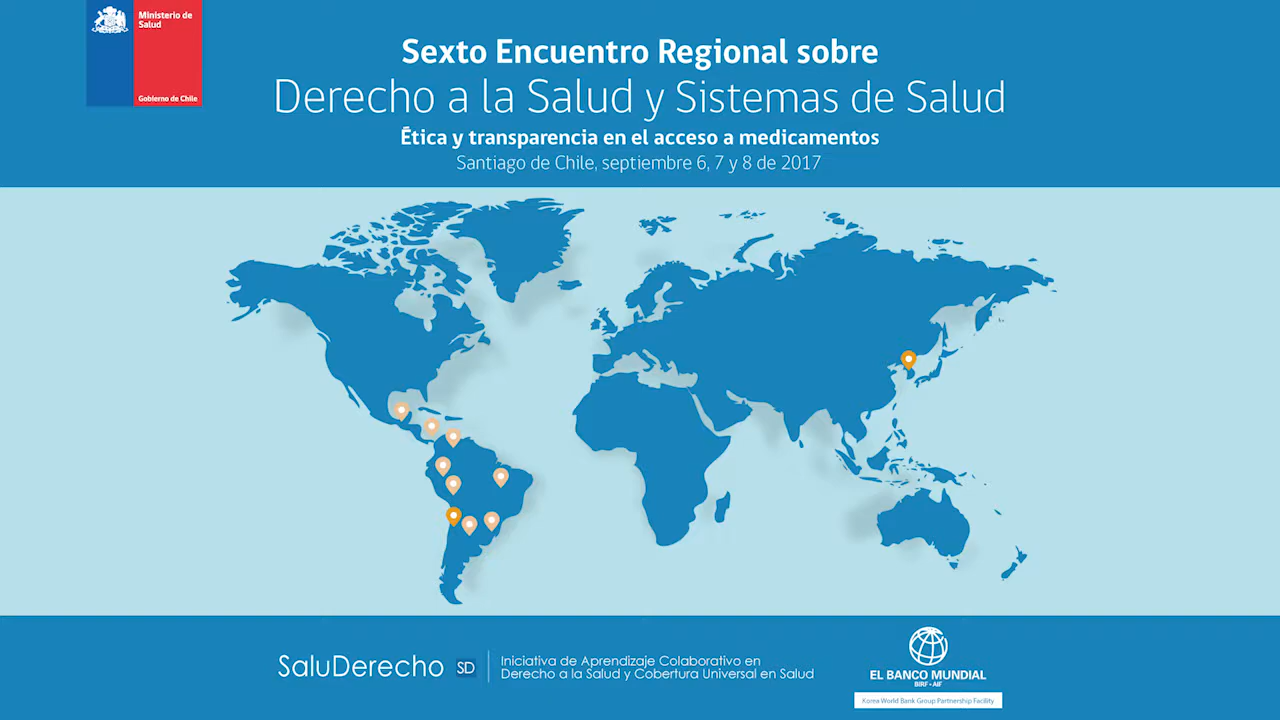 Ministerio de
Salud
Gobierno de Chile
Sexto Encuentro Regional sobre
Derecho a la Salud y Sistemas de Salud
Ética y transparencia en el acceso a medicamentos
Santiago de Chile, septiembre 6, 7 y 8 de 2017
SaluDerecho SD
Iniciativa de Aprendizaje Colaborativo en
Derecho a la Salud y Cobertura Universal en Salud
EL BANCO MUNDIAL
BIRF • AIF
Korea World Bank Group Partnership Facility